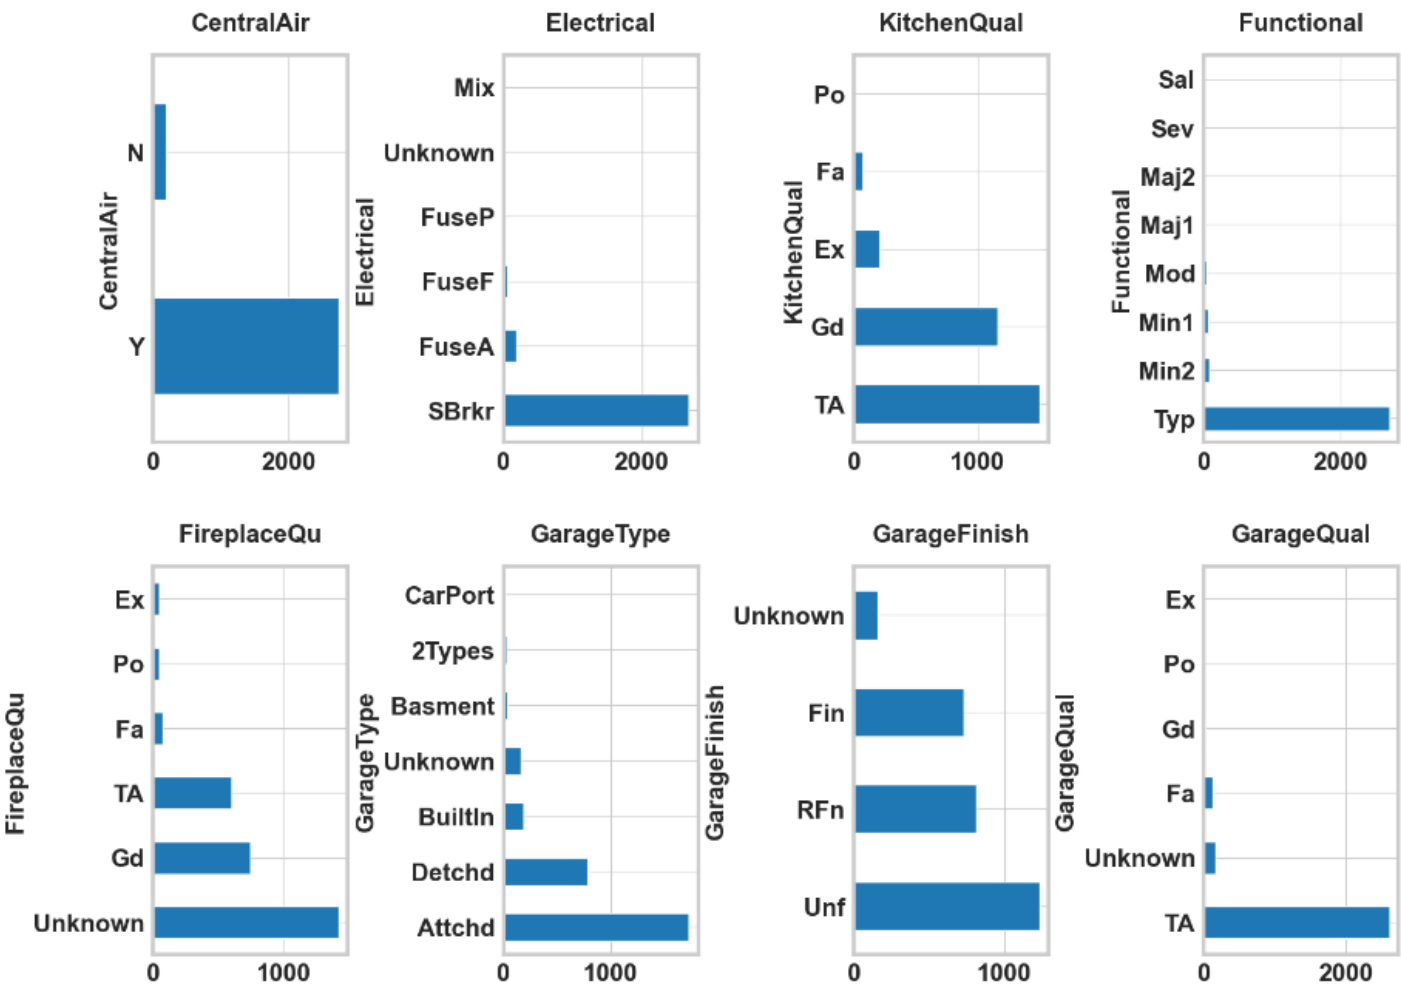 CentralAir
N
Y
CentralAir
0 2000
Electrical
Mix
Unknown
FuseP
FuseF
FuseA
SBrkr
Electrical
0 2000
KitchenQual
Po
Fa
Ex
Gd
TA
KitchenQual
0 1000
Functional
Sal
Sev
Maj2
Maj1
Mod
Min1
Min2
Typ
Functional
0 2000
FireplaceQu
Ex
Po
Fa
TA
Gd
Unknown
FireplaceQu
0 1000
GarageType
CarPort
2Types
Basment
Unknown
BuiltIn
Detchd
Attchd
GarageType
0 1000
GarageFinish
Unknown
Fin
RFn
Unf
GarageFinish
0 1000
GarageQual
Ex
Po
Gd
Fa
Unknown
TA
GarageQual
0 2000